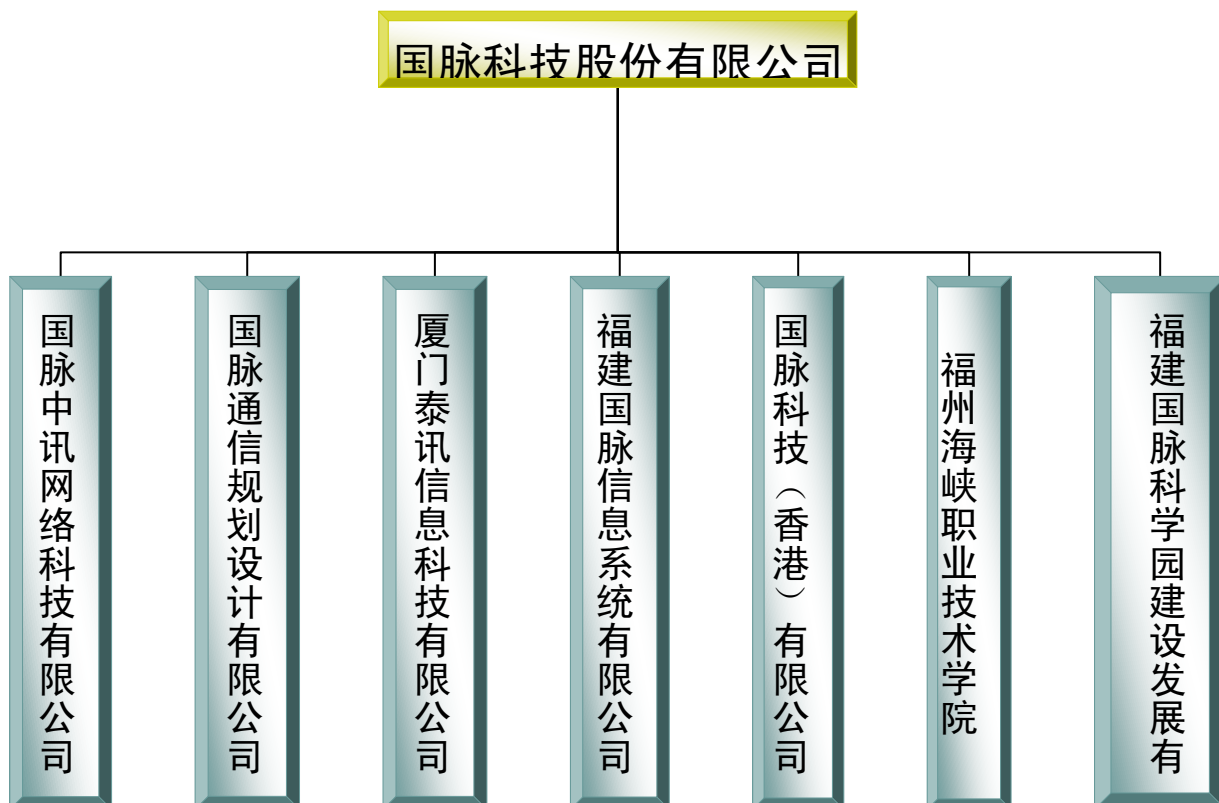 国脉科技股份有限公司
国脉中讯网络科技有限公司
国脉通信规划设计有限公司
厦门泰讯信息科技有限公司
福建国脉信息系统有限公司
国脉科技（香港）有限公司
福州海峡职业技术学院
福建国脉科学园建设发展有